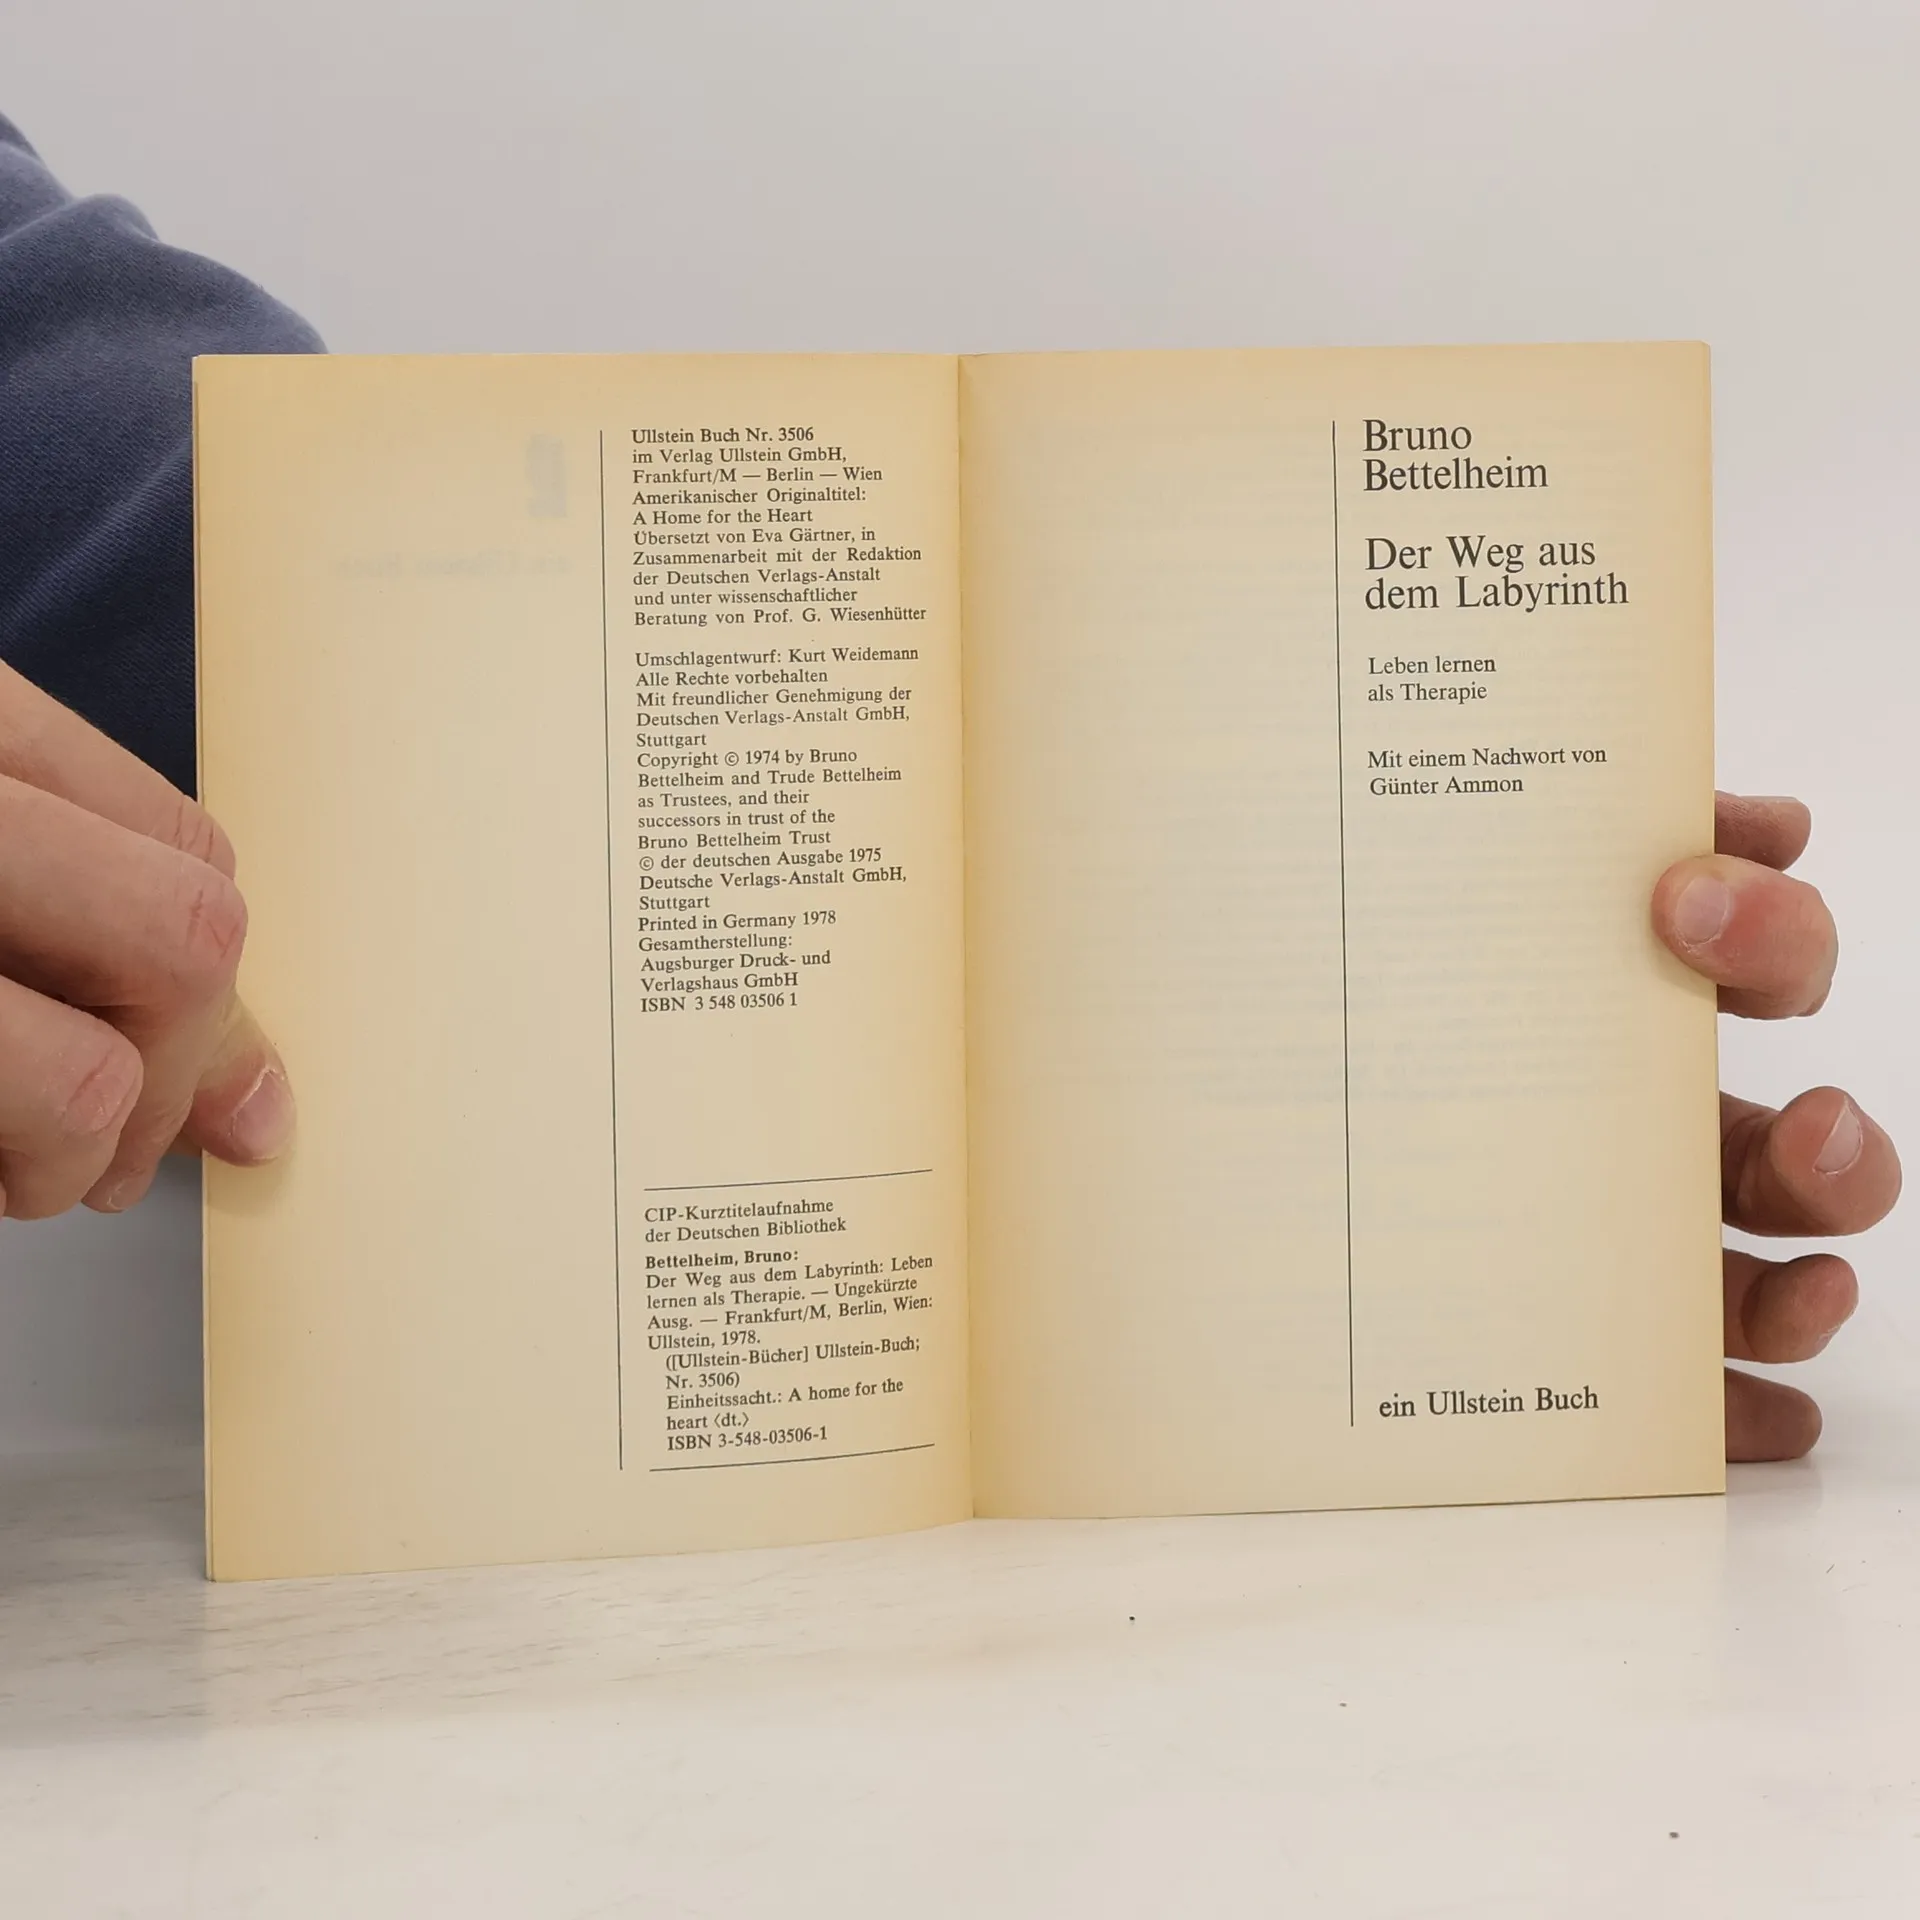 Ullstein Buch Nr. 3506
im Verlag Ullstein GmbH,
Frankfurt/M — Berlin — Wien
Amerikanischer Originaltitel:
A Home for the Heart
Übersetzt von Eva Gärtner, in
Zusammenarbeit mit der Redaktion
der Deutschen Verlags-Anstalt
und unter wissenschaftlicher
Beratung von Prof. G. Wiesenhütter
Umschlagentwurf: Kurt Weidemann
Alle Rechte vorbehalten
Mit freundlicher Genehmigung der
Deutschen Verlags-Anstalt GmbH,
Stuttgart
Copyright © 1974 by Bruno
Bettelheim and Trude Bettelheim
as Trustees, and their
successors in trust of the
Bruno Bettelheim Trust
© der deutschen Ausgabe 1975
Deutsche Verlags-Anstalt GmbH,
Stuttgart
Printed in Germany 1978
Gesamtherstellung:
Augsburger Druck- und
Verlagshaus GmbH
ISBN 3 548 03506 1
CIP-Kurztitelaufnahme
der Deutschen Bibliothek
Bettelheim, Bruno:
Der Weg aus dem Labyrinth: Leben
lernen als Therapie. — Ungekürzte
Ausg. — Frankfurt/M, Berlin, Wien:
Ullstein, 1978.
([Ullstein-Bücher] Ullstein-Buch;
Nr. 3506)
Einheitssacht.: A home for the
heart ⟨dt.⟩
ISBN 3-548-03506-1
Bruno
Bettelheim
Der Weg aus
dem Labyrinth
Leben lernen
als Therapie
Mit einem Nachwort von
Günter Ammon
ein Ullstein Buch